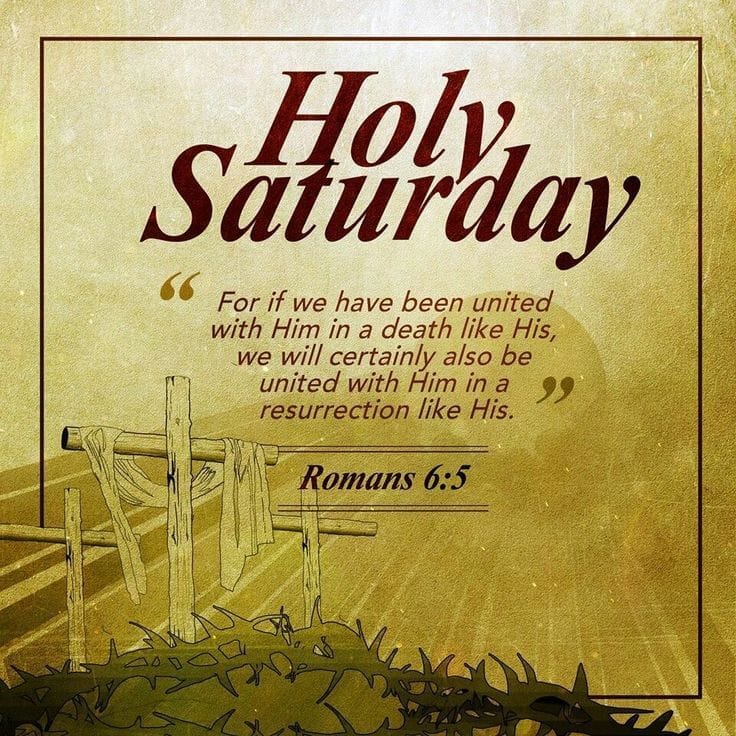 Holy
Saturday
“ For if we have been united
with Him in a death like His,
we will certainly also be
united with Him in a
resurrection like His. ”
Romans 6:5